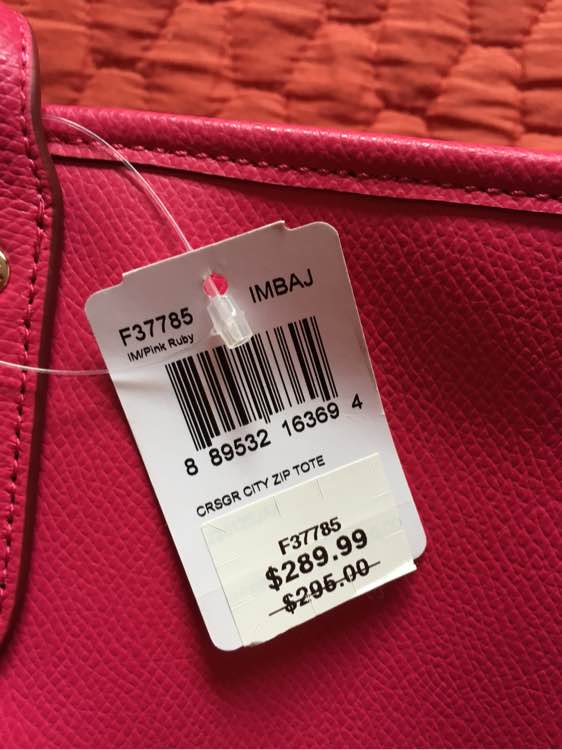 F37785 IMBAJ
IM/Pink Ruby
8 89532 16369 4
CRSGR CITY ZIP TOTE
F37785
$289.99
$295.00